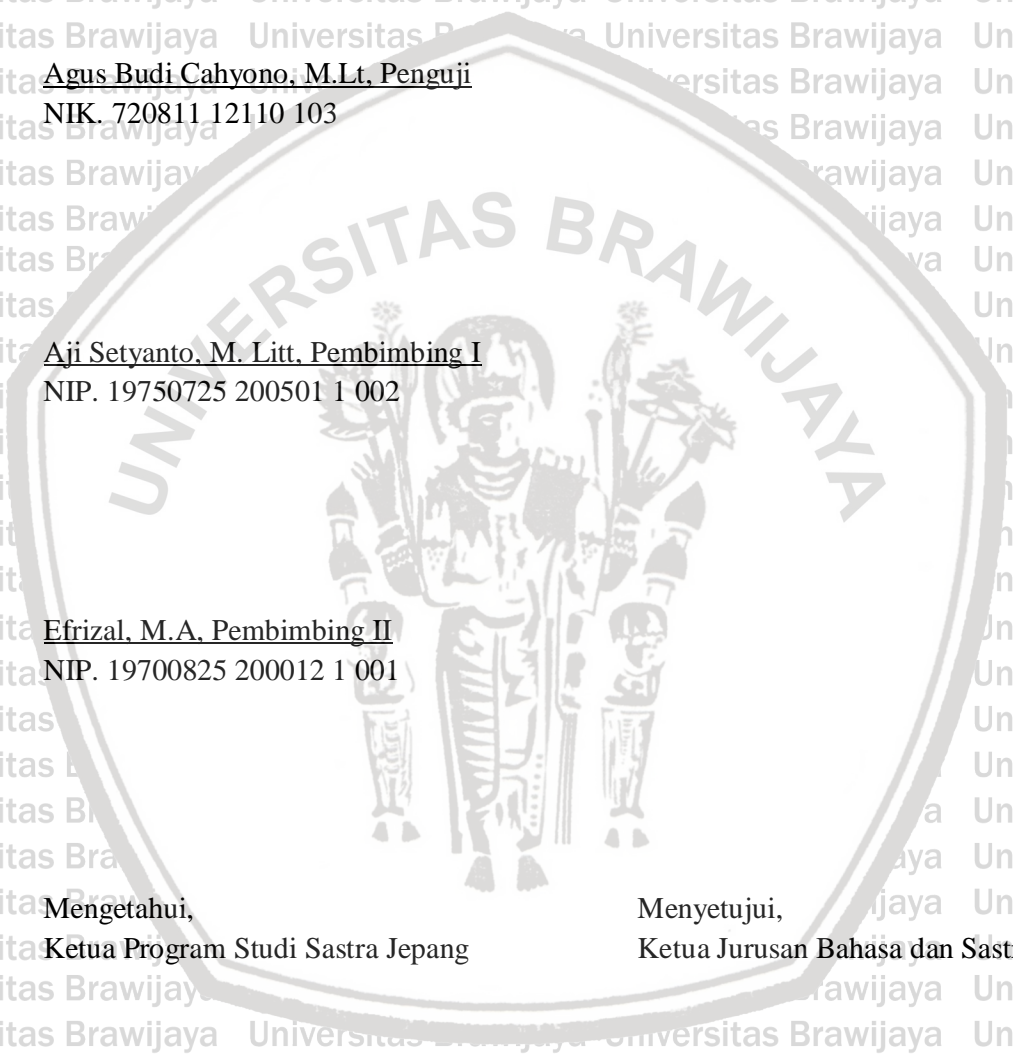 Agus Budi Cahyono, M.Lt, Penguji
NIK. 720811 12110 103
UNIVERSITAS BRAWIJAYA
Aji Setyanto, M. Litt, Pembimbing I
NIP. 19750725 200501 1 002
Efrizal, M.A, Pembimbing II
NIP. 19700825 200012 1 001
Mengetahui, Menyetujui,
Ketua Program Studi Sastra Jepang Ketua Jurusan Bahasa dan